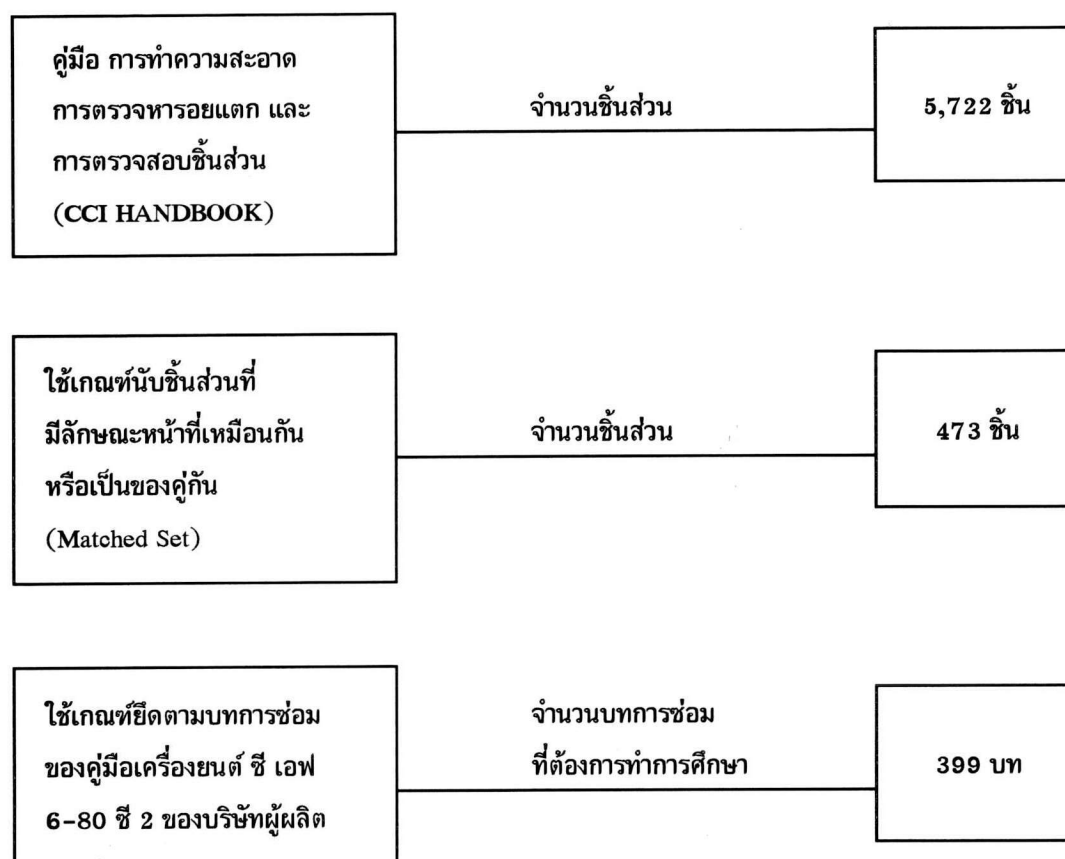 คู่มือ การทำความสะอาด
การตรวจหารอยแตก และ
การตรวจสอบชิ้นส่วน
(CCI HANDBOOK)
จำนวนชิ้นส่วน
5,722 ชิ้น
ใช้เกณฑ์นับชิ้นส่วนที่
มีลักษณะหน้าที่เหมือนกัน
หรือเป็นของคู่กัน
(Matched Set)
จำนวนชิ้นส่วน
473 ชิ้น
ใช้เกณฑ์ยึดตามบทการซ่อม
ของคู่มือเครื่องยนต์ ซี เอฟ
6-80 ซี 2 ของบริษัทผู้ผลิต
จำนวนบทการซ่อม
ที่ต้องการทำการศึกษา
399 บท